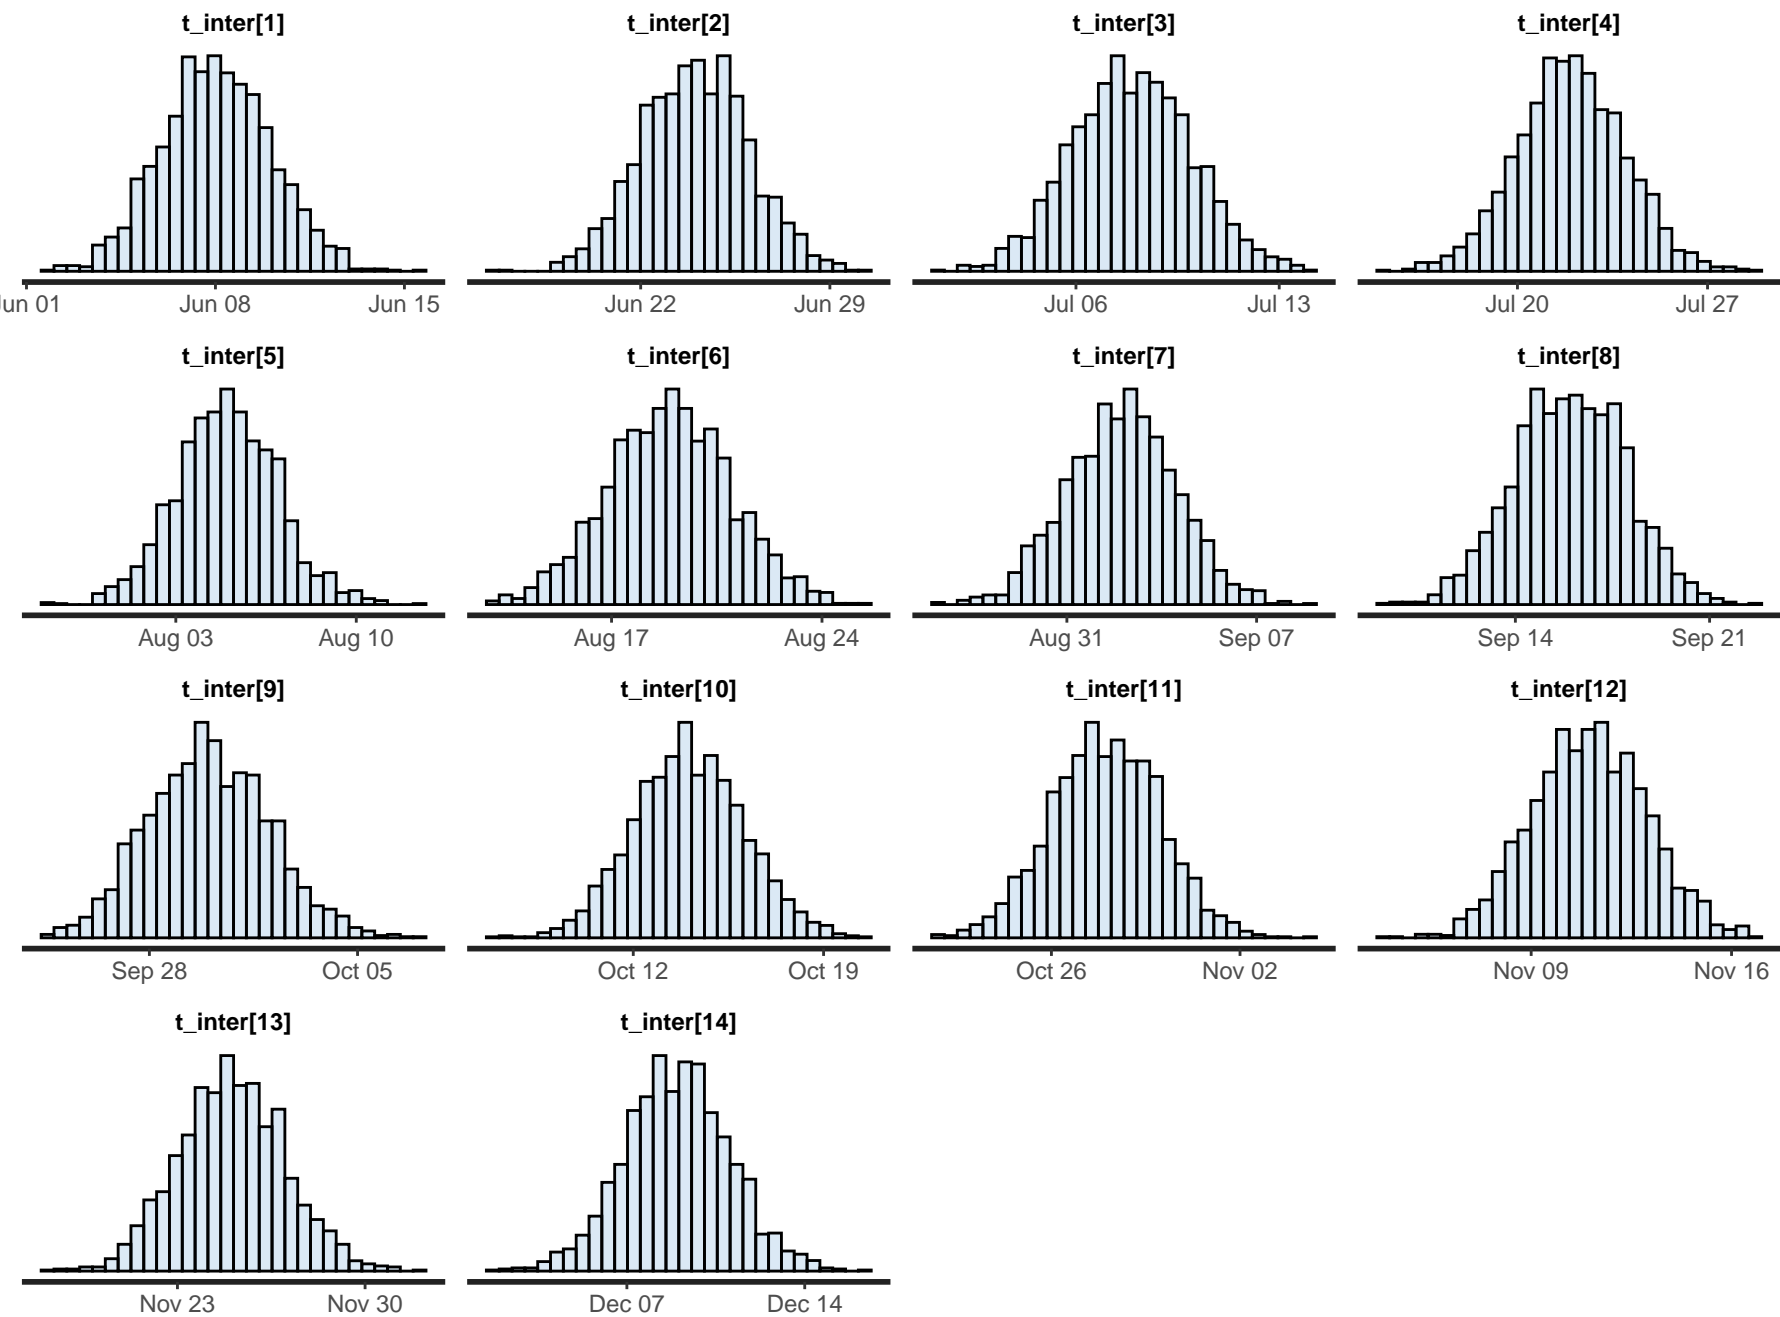 t_inter[1] t_inter[2] t_inter[3] t_inter[4]
Jun 01 Jun 08 Jun 15 Jun 22 Jun 29 Jul 06 Jul 13 Jul 20 Jul 27
t_inter[5] t_inter[6] t_inter[7] t_inter[8]
Aug 03 Aug 10 Aug 17 Aug 24 Aug 31 Sep 07 Sep 14 Sep 21
t_inter[9] t_inter[10] t_inter[11] t_inter[12]
Sep 28 Oct 05 Oct 12 Oct 19 Oct 26 Nov 02 Nov 09 Nov 16
t_inter[13] t_inter[14]
Nov 23 Nov 30 Dec 07 Dec 14